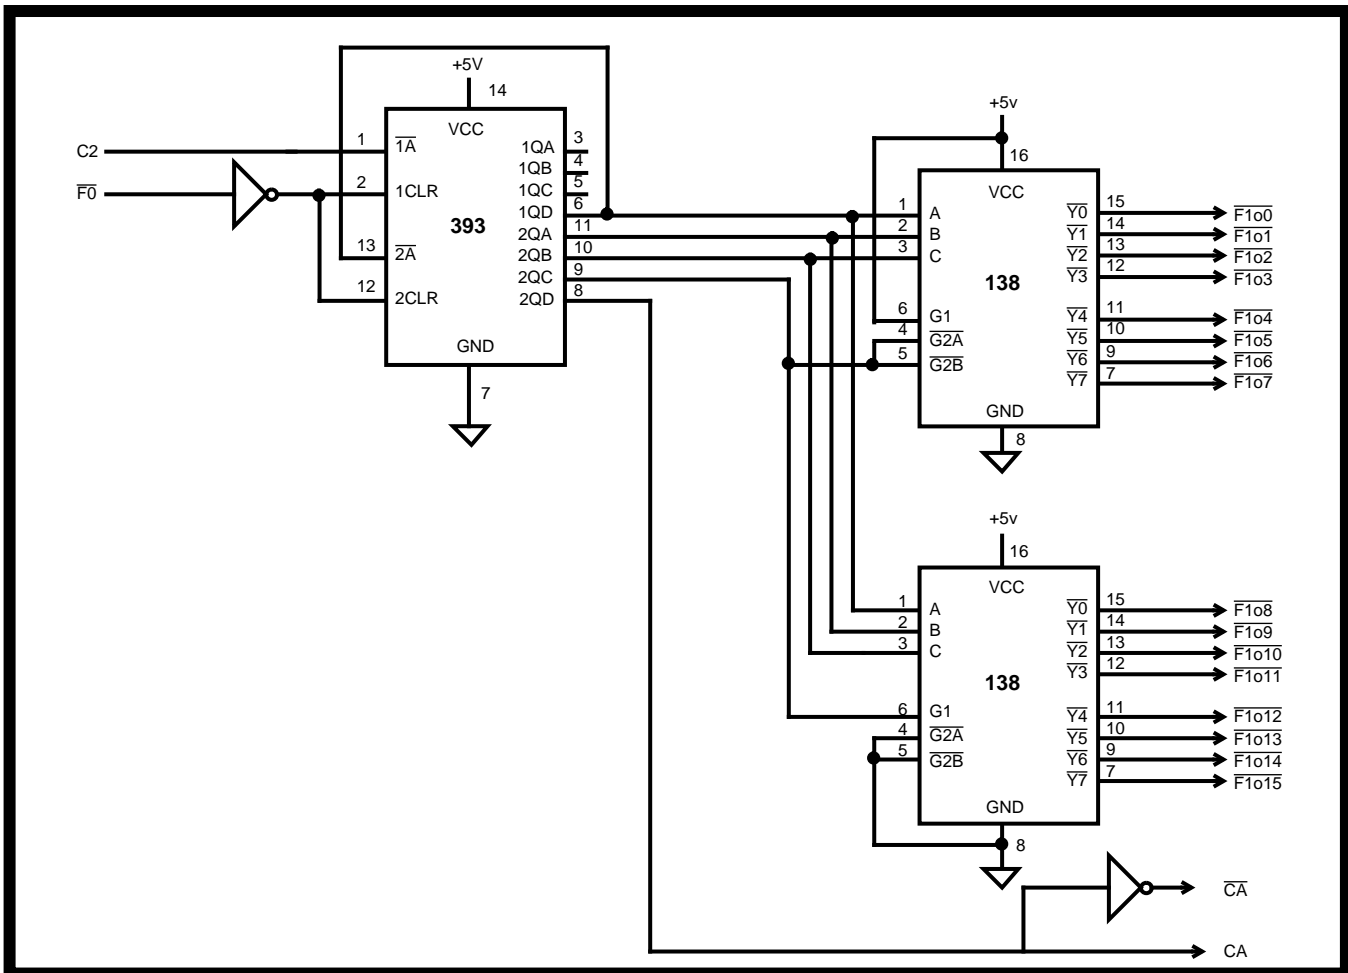 +5V
14
VCC
C2
1
1A
1QA
3
1QB
4
F0
2
1CLR
1QC
5
1QD
6
393
2QA
11
13
2A
2QB
10
2QC
9
12
2CLR
2QD
8
GND
7
+5v
16
VCC
1
A
Y0
15
F1o0
2
B
Y1
14
F1o1
3
C
Y2
13
F1o2
Y3
12
F1o3
138
6
G1
Y4
11
F1o4
4
G2A
Y5
10
F1o5
5
G2B
Y6
9
F1o6
Y7
7
F1o7
GND
8
+5v
16
VCC
1
A
Y0
15
F1o8
2
B
Y1
14
F1o9
3
C
Y2
13
F1o10
Y3
12
F1o11
138
6
G1
Y4
11
F1o12
4
G2A
Y5
10
F1o13
5
G2B
Y6
9
F1o14
Y7
7
F1o15
GND
8
CA
CA